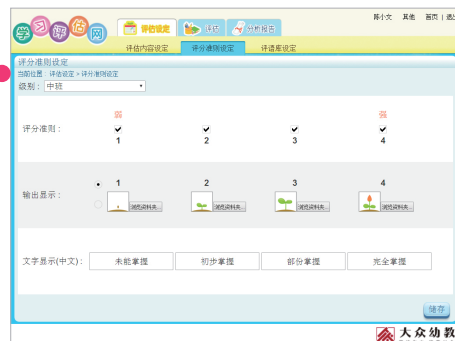 陈小文 其他 首页 | 退出
学习评估网 评估设定 评估 分析报告
评估内容设定 评分准则设定 评语库设定
评分准则设定
当前位置: 评估设定 > 评分准则设定
级别: 中班
弱 强
评分准则:
1 2 3 4
1 2 3 4
输出显示:
浏览资料夹... 浏览资料夹... 浏览资料夹... 浏览资料夹...
文字显示(中文): 未能掌握 初步掌握 部份掌握 完全掌握
储存
大众幼教